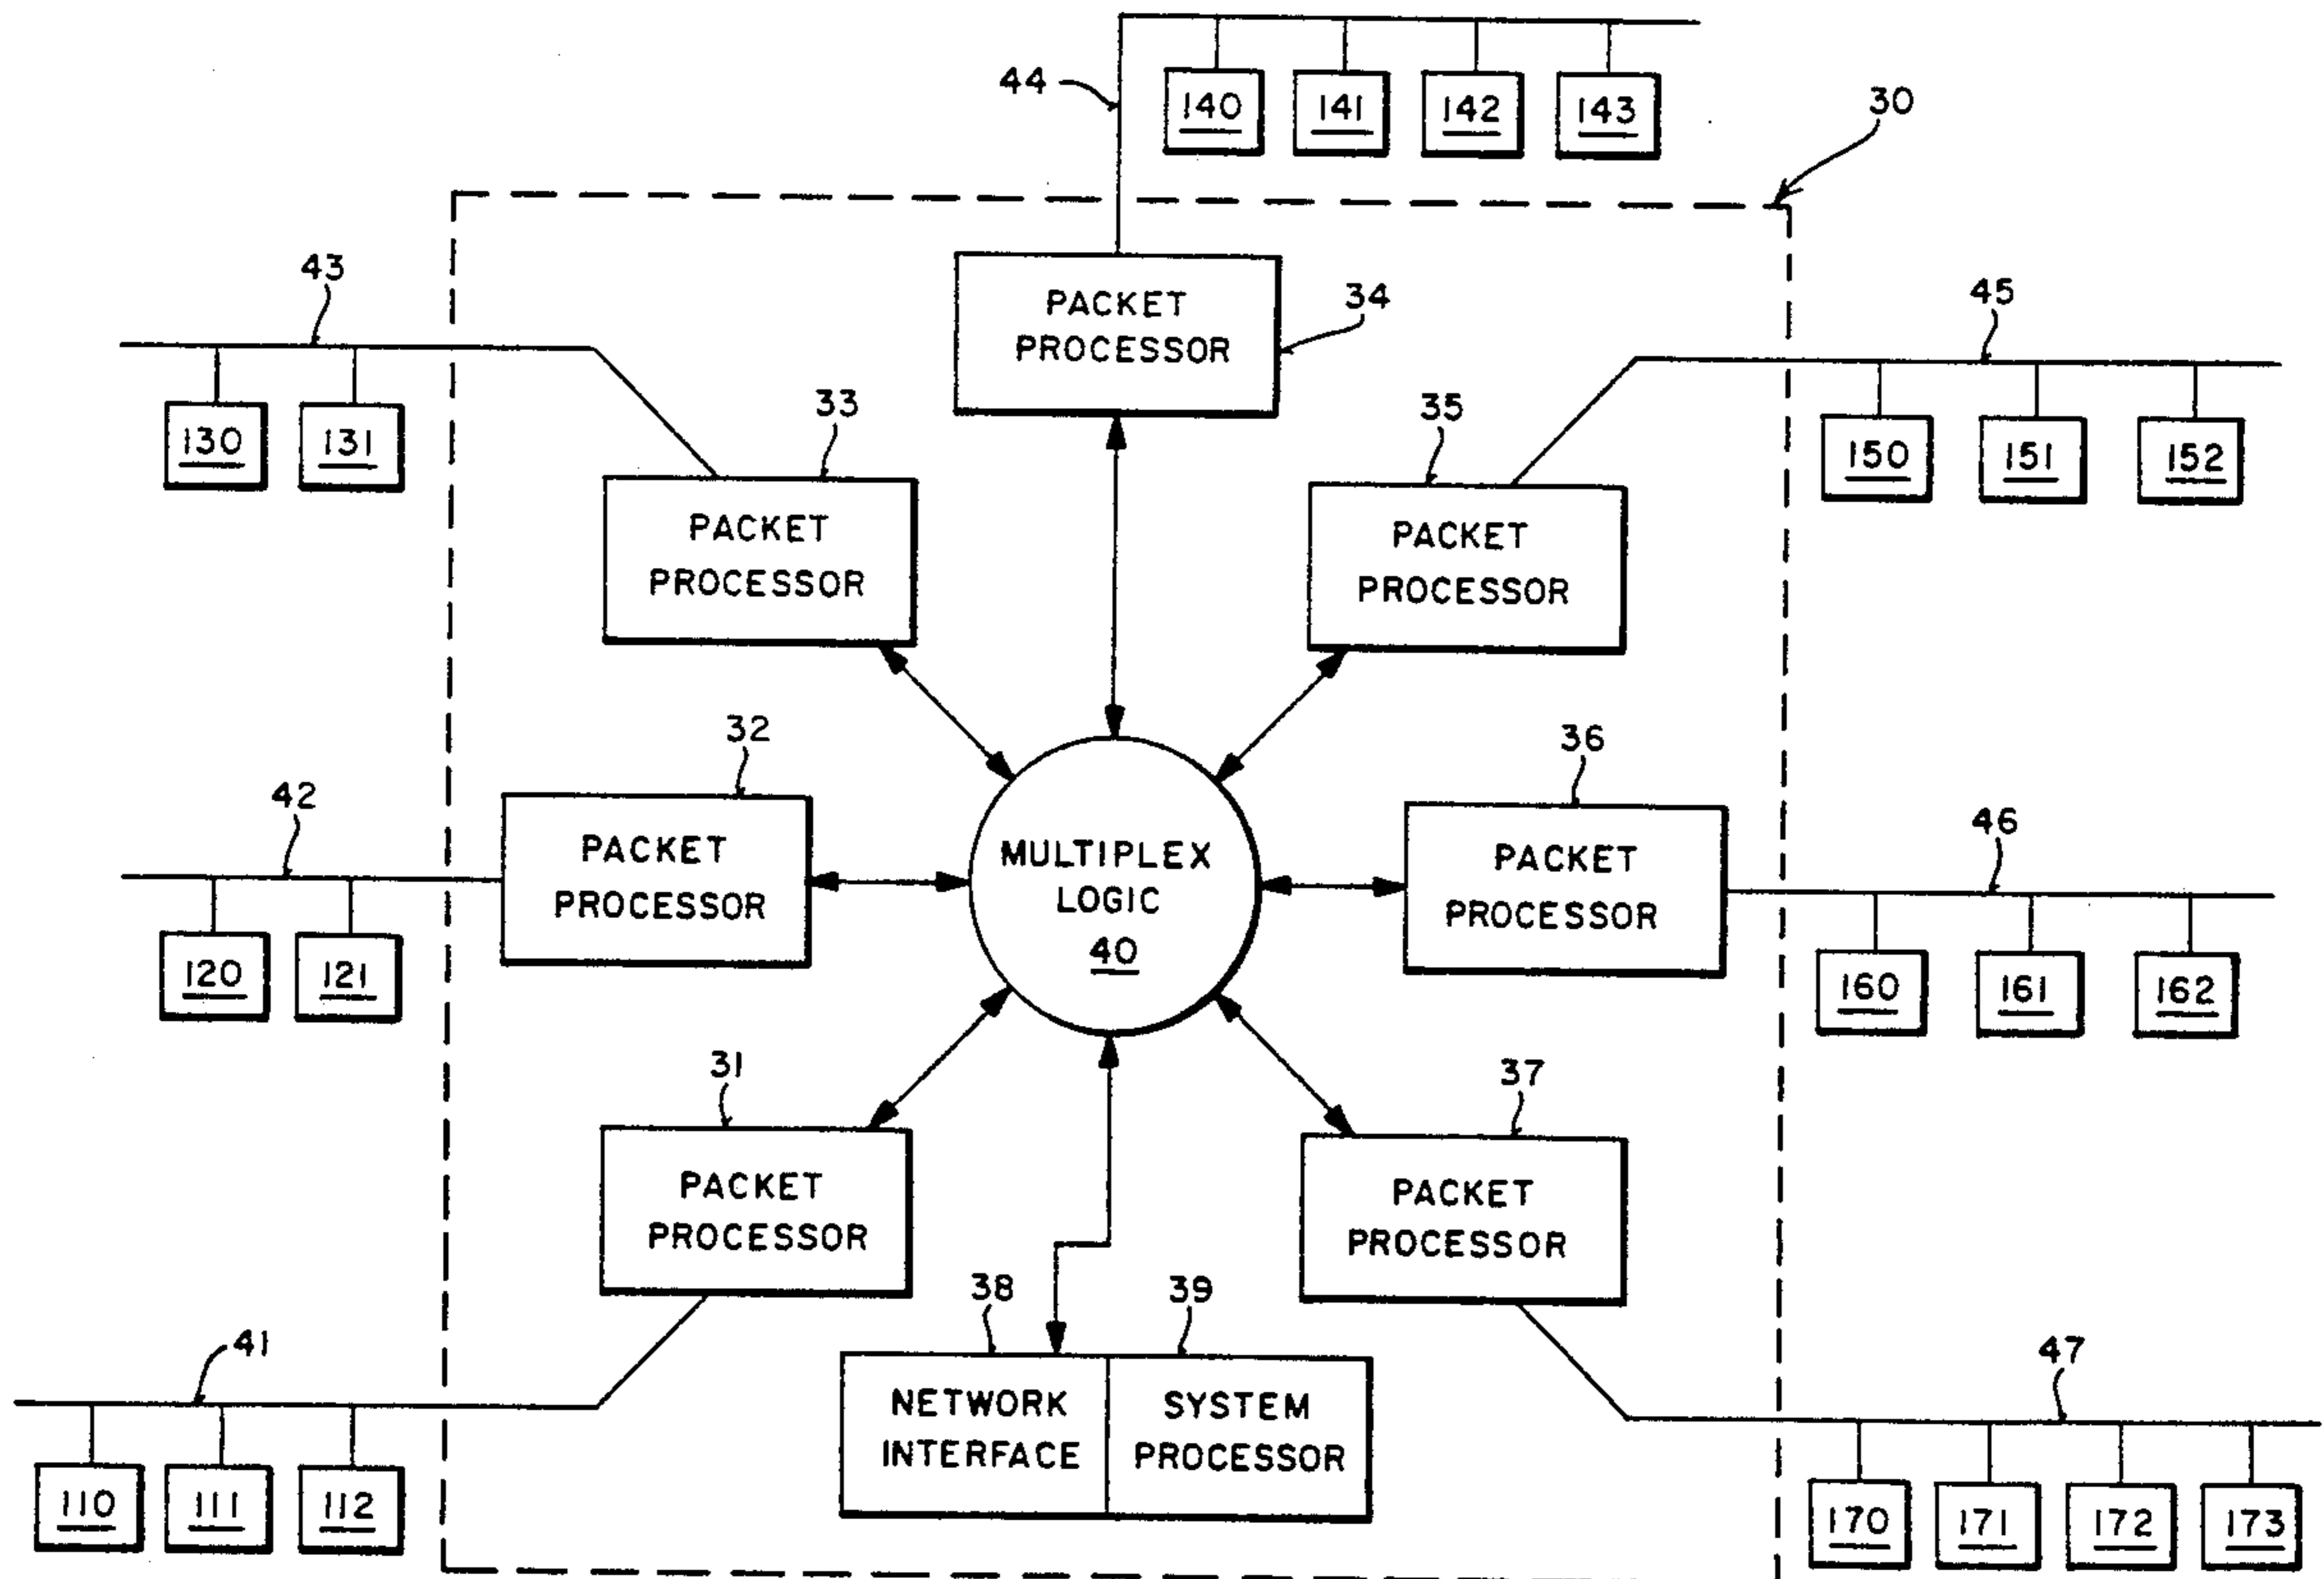 44
140
141
142
143
30
43
34
PACKET
PROCESSOR
45
130
131
33
35
150
151
152
PACKET
PROCESSOR
PACKET
PROCESSOR
32
36
42
46
PACKET
PROCESSOR
MULTIPLEX
LOGIC
40
PACKET
PROCESSOR
120
121
160
161
162
31
37
PACKET
PROCESSOR
PACKET
PROCESSOR
38
39
41
47
NETWORK
INTERFACE
SYSTEM
PROCESSOR
110
111
112
170
171
172
173